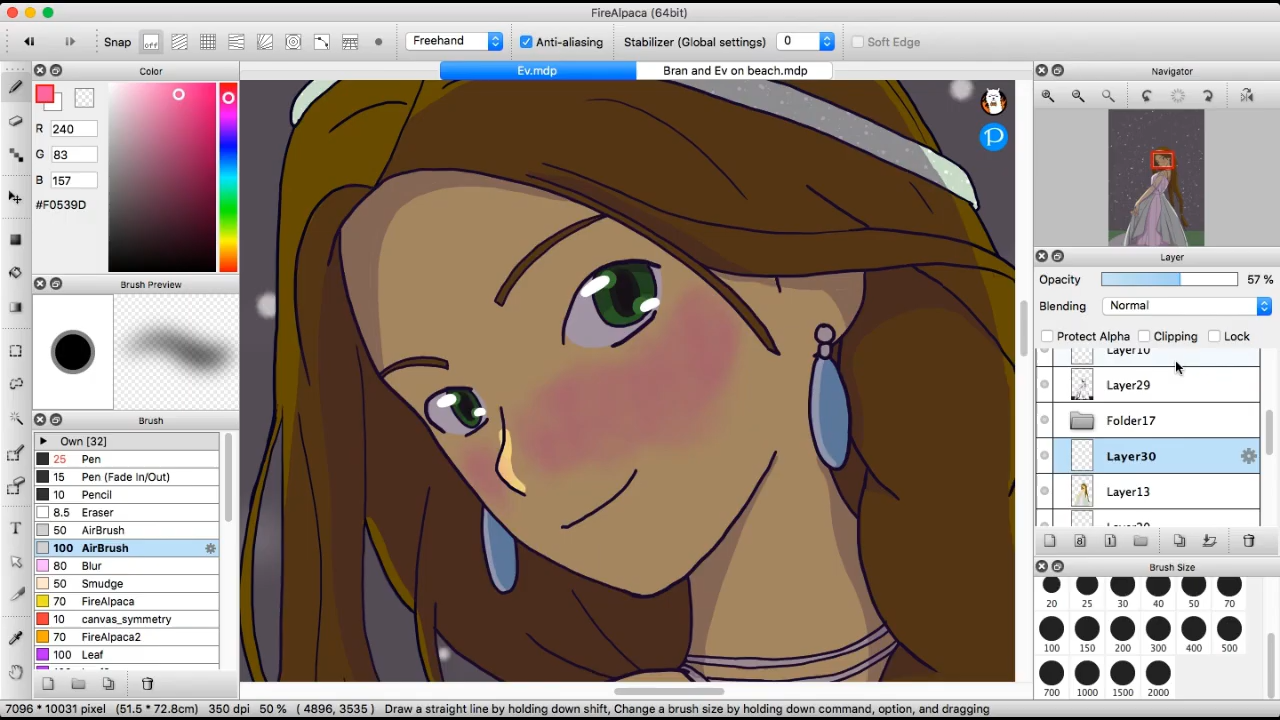 FireAlpaca (64bit)
Snap off Freehand Anti-aliasing Stabilizer (Global settings) 0 Soft Edge
Color
Ev.mdp
Bran and Ev on beach.mdp
Navigator
R 240
G 83
B 157
#F0539D
P
Brush Preview
Layer
Opacity 57 %
Blending Normal
Protect Alpha Clipping Lock
Layer10
Layer29
Folder17
Layer30
Layer13
Brush
Own [32]
25 Pen
15 Pen (Fade In/Out)
10 Pencil
8.5 Eraser
50 AirBrush
100 AirBrush
80 Blur
50 Smudge
70 FireAlpaca
10 canvas_symmetry
70 FireAlpaca2
100 Leaf
Brush Size
20 25 30 40 50 70
100 150 200 300 400 500
700 1000 1500 2000
7096 * 10031 pixel (51.5 * 72.8cm) 350 dpi 50 % ( 4896, 3535 ) Draw a straight line by holding down shift, Change a brush size by holding down command, option, and dragging